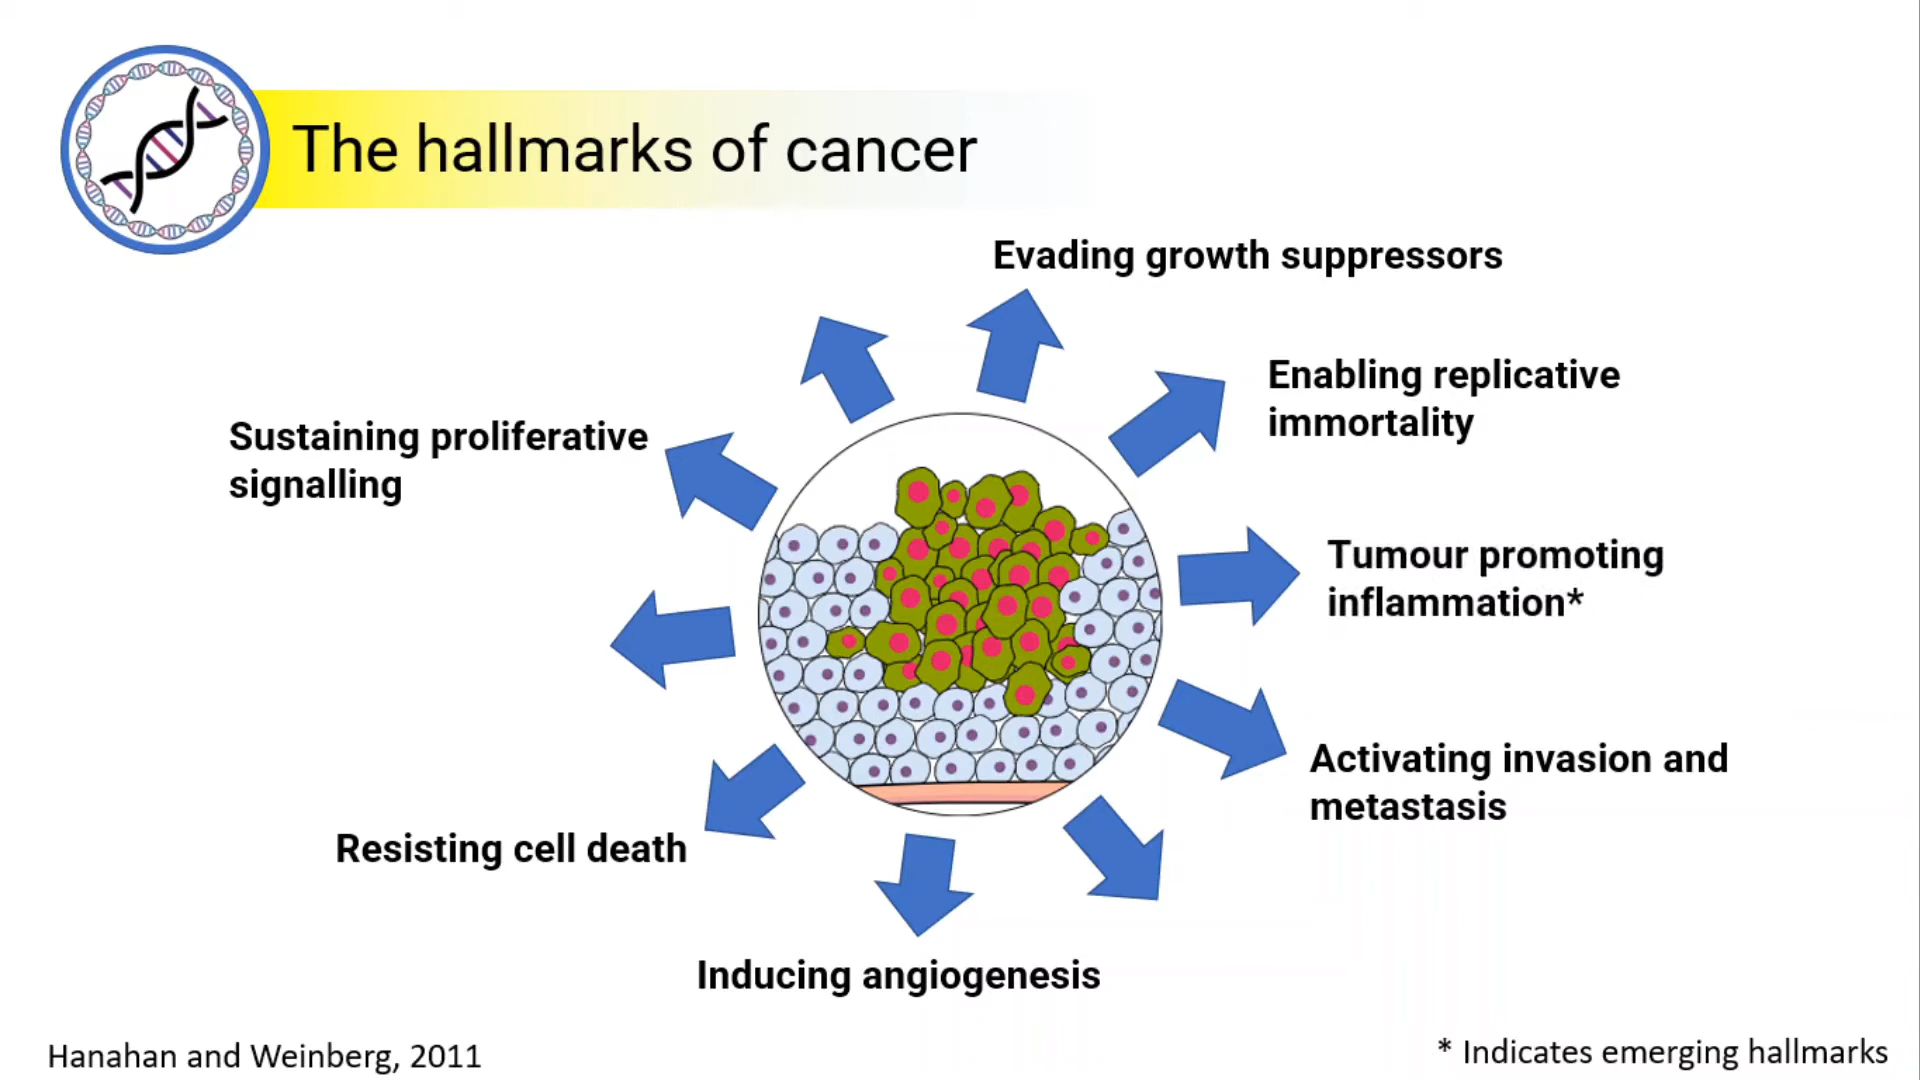 The hallmarks of cancer
Evading growth suppressors
Enabling replicative
immortality
Sustaining proliferative
signalling
Tumour promoting
inflammation*
Activating invasion and
metastasis
Resisting cell death
Inducing angiogenesis
Hanahan and Weinberg, 2011
* Indicates emerging hallmarks